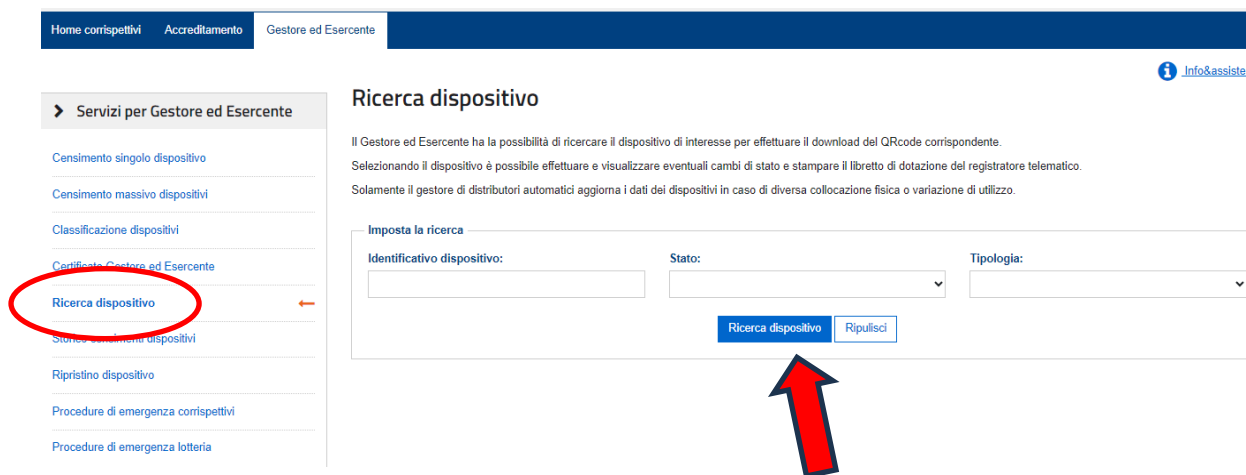 Home corrispettivi Accreditamento Gestore ed Esercente
Info&assiste
Servizi per Gestore ed Esercente
Censimento singolo dispositivo
Censimento massivo dispositivi
Classificazione dispositivi
Certificato Gestore ed Esercente
Ricerca dispositivo
Storico censimenti dispositivi
Ripristino dispositivo
Procedure di emergenza corrispettivi
Procedure di emergenza lotteria
Ricerca dispositivo
Il Gestore ed Esercente ha la possibilità di ricercare il dispositivo di interesse per effettuare il download del QRcode corrispondente.
Selezionando il dispositivo è possibile effettuare e visualizzare eventuali cambi di stato e stampare il libretto di dotazione del registratore telematico.
Solamente il gestore di distributori automatici aggiorna i dati dei dispositivi in caso di diversa collocazione fisica o variazione di utilizzo.
Imposta la ricerca
Identificativo dispositivo: Stato: Tipologia:
Ricerca dispositivo Ripulisci